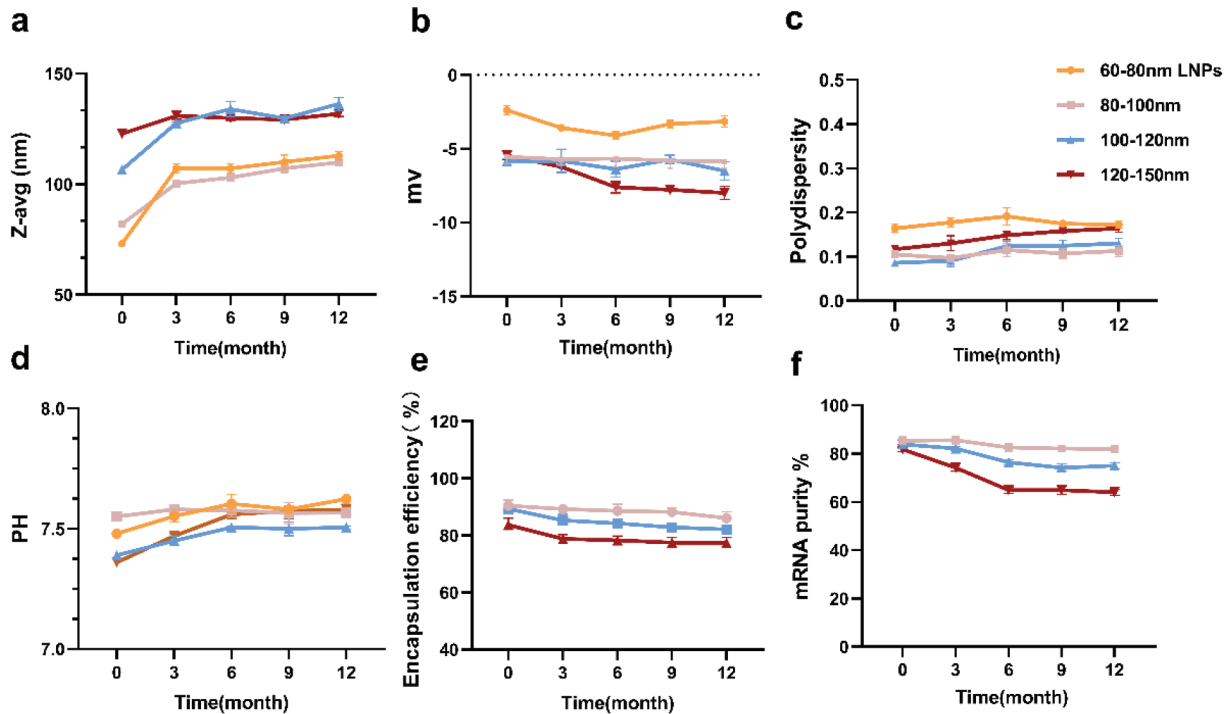 a
150
100
50
Z-avg (nm)
0 3 6 9 12
Time(month)
b
0
-5
-10
-15
mv
0 3 6 9 12
Time(month)
c
0.5
0.4
0.3
0.2
0.1
0.0
Polydispersity
0 3 6 9 12
Time(month)
60-80nm LNPs
80-100nm
100-120nm
120-150nm
d
8.0
7.5
7.0
PH
0 3 6 9 12
Time(month)
e
120
100
80
60
40
Encapsulation efficiency( %)
0 3 6 9 12
Time(month)
f
100
80
60
40
20
0
mRNA purity %
0 3 6 9 12
Time(month)